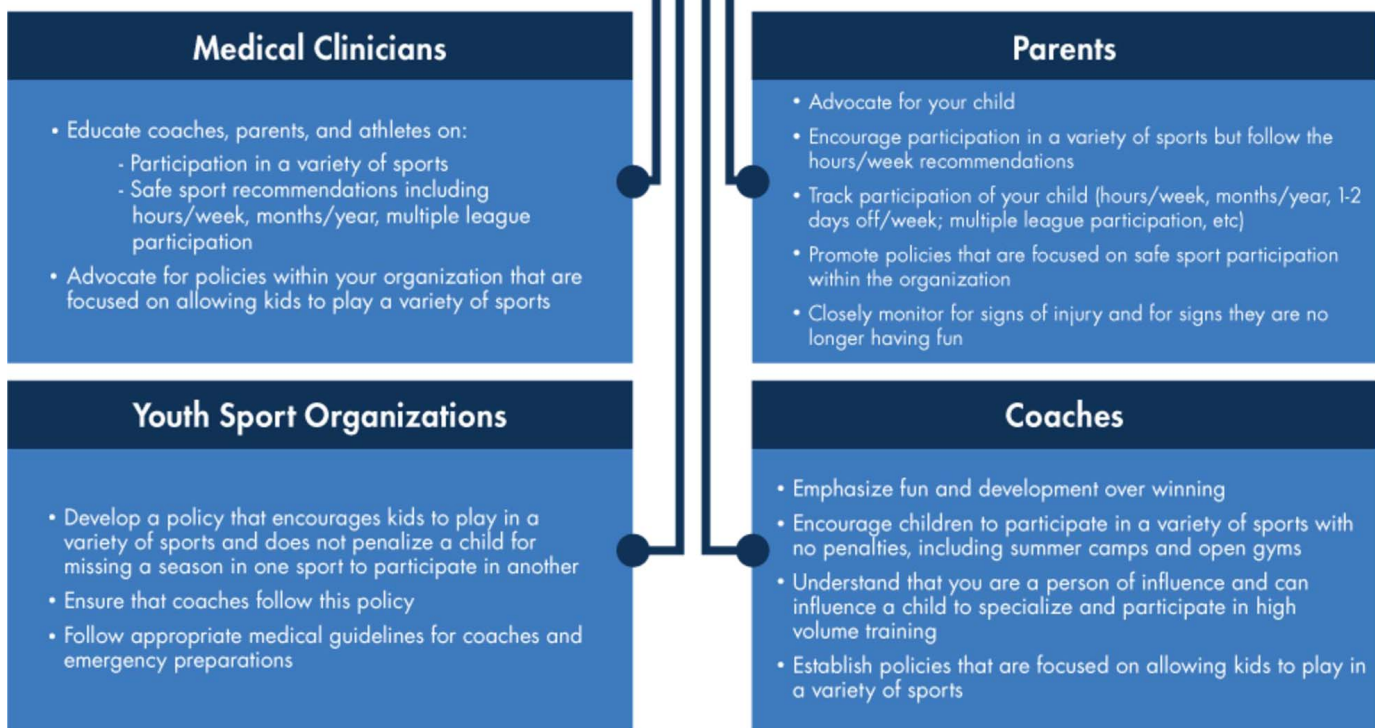 Medical Clinicians
• Educate coaches, parents, and athletes on:
- Participation in a variety of sports
- Safe sport recommendations including
hours/week, months/year, multiple league
participation
• Advocate for policies within your organization that are
focused on allowing kids to play a variety of sports
Parents
• Advocate for your child
• Encourage participation in a variety of sports but follow the
hours/week recommendations
• Track participation of your child (hours/week, months/year, 1-2
days off/week; multiple league participation, etc)
• Promote policies that are focused on safe sport participation
within the organization
• Closely monitor for signs of injury and for signs they are no
longer having fun
Youth Sport Organizations
• Develop a policy that encourages kids to play in a
variety of sports and does not penalize a child for
missing a season in one sport to participate in another
• Ensure that coaches follow this policy
• Follow appropriate medical guidelines for coaches and
emergency preparations
Coaches
• Emphasize fun and development over winning
• Encourage children to participate in a variety of sports with
no penalties, including summer camps and open gyms
• Understand that you are a person of influence and can
influence a child to specialize and participate in high
volume training
• Establish policies that are focused on allowing kids to play in
a variety of sports